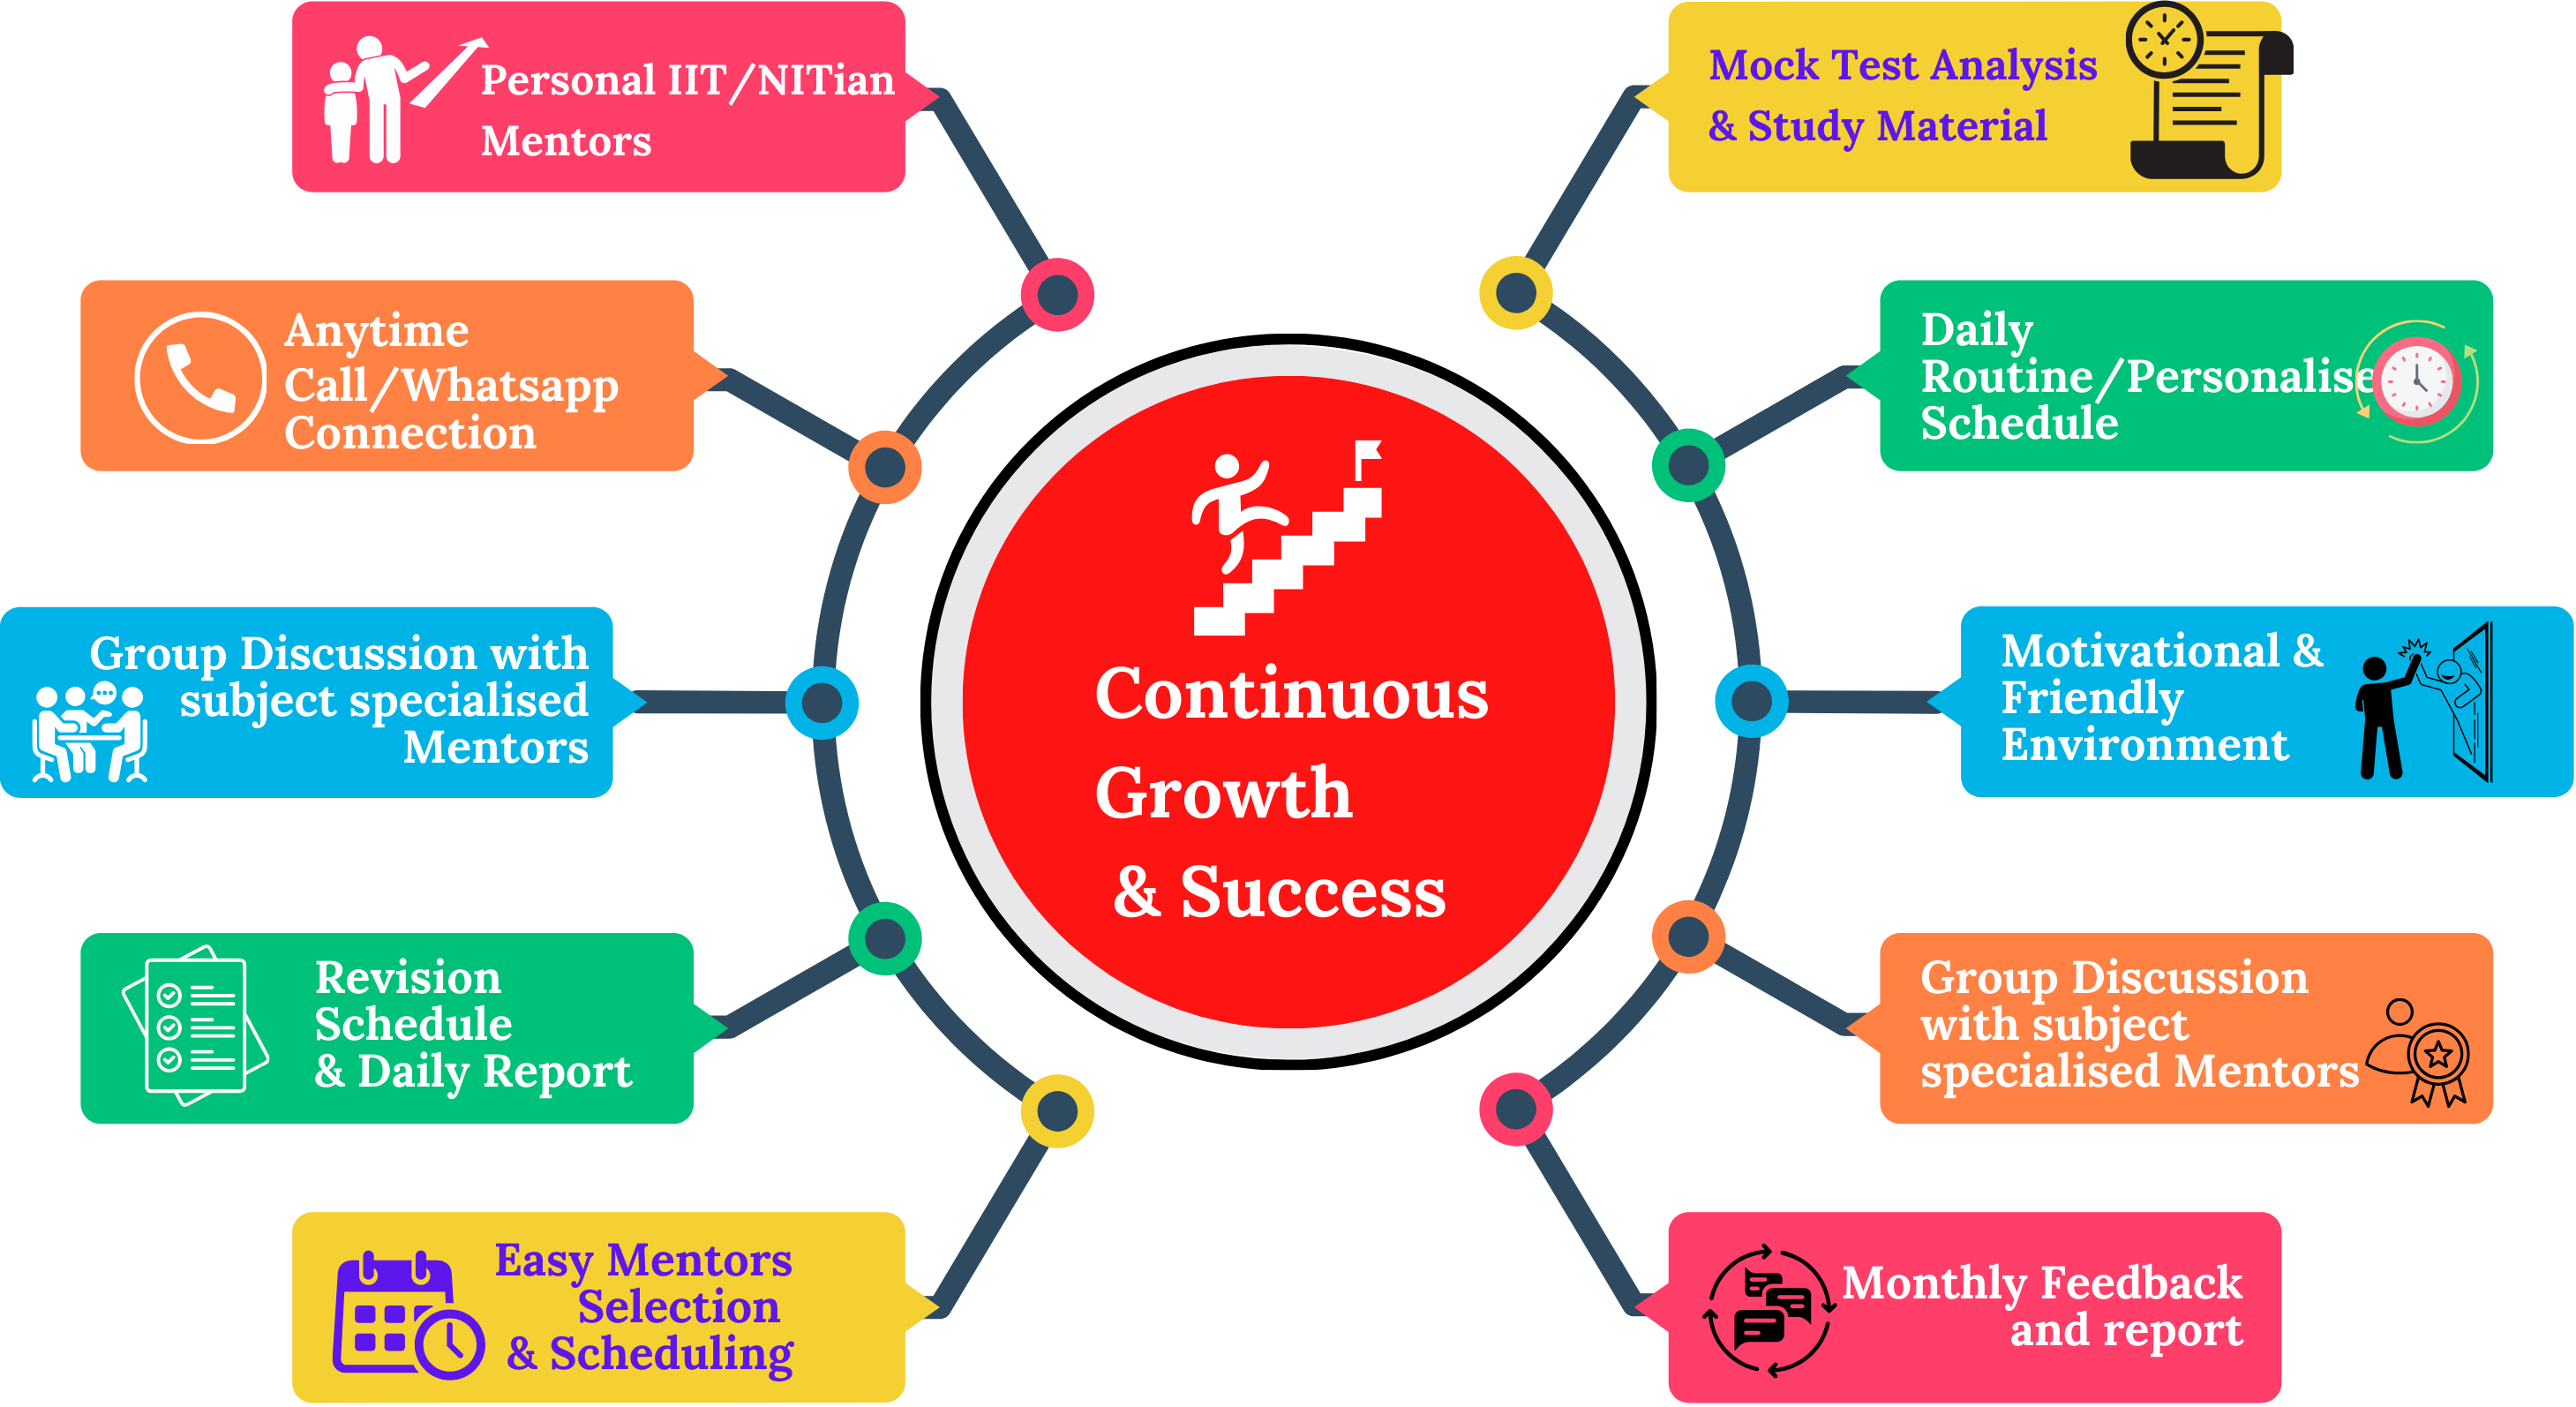 Personal IIT/NITian
Mentors
Anytime
Call/Whatsapp
Connection
Group Discussion with
subject specialised
Mentors
Revision
Schedule
& Daily Report
Easy Mentors
Selection
& Scheduling
Continuous
Growth
& Success
Mock Test Analysis
& Study Material
Daily
Routine/Personalise
Schedule
Motivational &
Friendly
Environment
Group Discussion
with subject
specialised Mentors
Monthly Feedback
and report